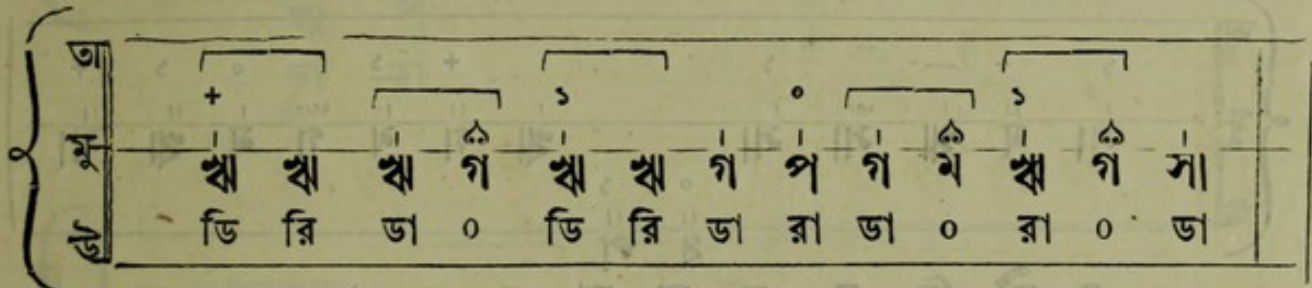 + ১ ০ ১
ঋ ঋ ঋ গ ঋ ঋ গ প গ ম ঋ গ সা
ডি রি ডা ০ ডি রি ডা রা ডা ০ রা ০ ডা